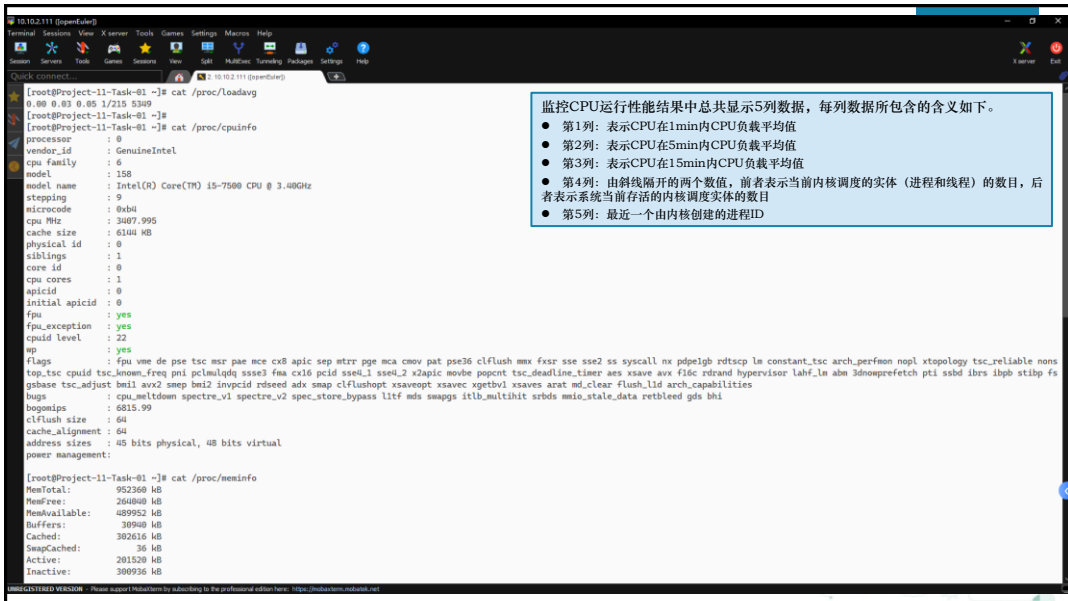 10.10.2.111 ([openEuler])
Terminal Sessions View X server Tools Games Settings Macros Help
Session Servers Tools Games Sessions View Split MultiExec Tunneling Packages Settings Help X server Exit
Quick connect... 2. 10.10.2.111 ([openEuler])
[root@Project-11-Task-01 ~]# cat /proc/loadavg
0.00 0.03 0.05 1/215 5349
[root@Project-11-Task-01 ~]#
[root@Project-11-Task-01 ~]# cat /proc/cpuinfo
processor : 0
vendor_id : GenuineIntel
cpu family : 6
model : 158
model name : Intel(R) Core(TM) i5-7500 CPU @ 3.40GHz
stepping : 9
microcode : 0xb4
cpu MHz : 3407.995
cache size : 6144 KB
physical id : 0
siblings : 1
core id : 0
cpu cores : 1
apicid : 0
initial apicid : 0
fpu : yes
fpu_exception : yes
cpuid level : 22
wp : yes
flags : fpu vme de pse tsc msr pae mce cx8 apic sep mtrr pge mca cmov pat pse36 clflush mmx fxsr sse sse2 ss syscall nx pdpe1gb rdtscp lm constant_tsc arch_perfmon nopl xtopology tsc_reliable nons
top_tsc cpuid tsc_known_freq pni pclmulqdq ssse3 fma cx16 pcid sse4_1 sse4_2 x2apic movbe popcnt tsc_deadline_timer aes xsave avx f16c rdrand hypervisor lahf_lm abm 3dnowprefetch pti ssbd ibrs ibpb stibp fs
gsbase tsc_adjust bmi1 avx2 smep bmi2 invpcid rdseed adx smap clflushopt xsaveopt xsavec xgetbv1 xsaves arat md_clear flush_l1d arch_capabilities
bugs : cpu_meltdown spectre_v1 spectre_v2 spec_store_bypass l1tf mds swapgs itlb_multihit srbds mmio_stale_data retbleed gds bhi
bogomips : 6815.99
clflush size : 64
cache_alignment : 64
address sizes : 45 bits physical, 48 bits virtual
power management:
[root@Project-11-Task-01 ~]# cat /proc/meminfo
MemTotal: 952360 kB
MemFree: 264040 kB
MemAvailable: 489952 kB
Buffers: 30940 kB
Cached: 302616 kB
SwapCached: 36 kB
Active: 201520 kB
Inactive: 300936 kB
UNREGISTERED VERSION - Please support MobaXterm by subscribing to the professional edition here: https://mobaxterm.mobatek.net
监控CPU运行性能结果中总共显示5列数据，每列数据所包含的含义如下。
● 第1列：表示CPU在1min内CPU负载平均值
● 第2列：表示CPU在5min内CPU负载平均值
● 第3列：表示CPU在15min内CPU负载平均值
● 第4列：由斜线隔开的两个数值，前者表示当前内核调度的实体（进程和线程）的数目，后
者表示系统当前存活的内核调度实体的数目
● 第5列：最近一个由内核创建的进程ID